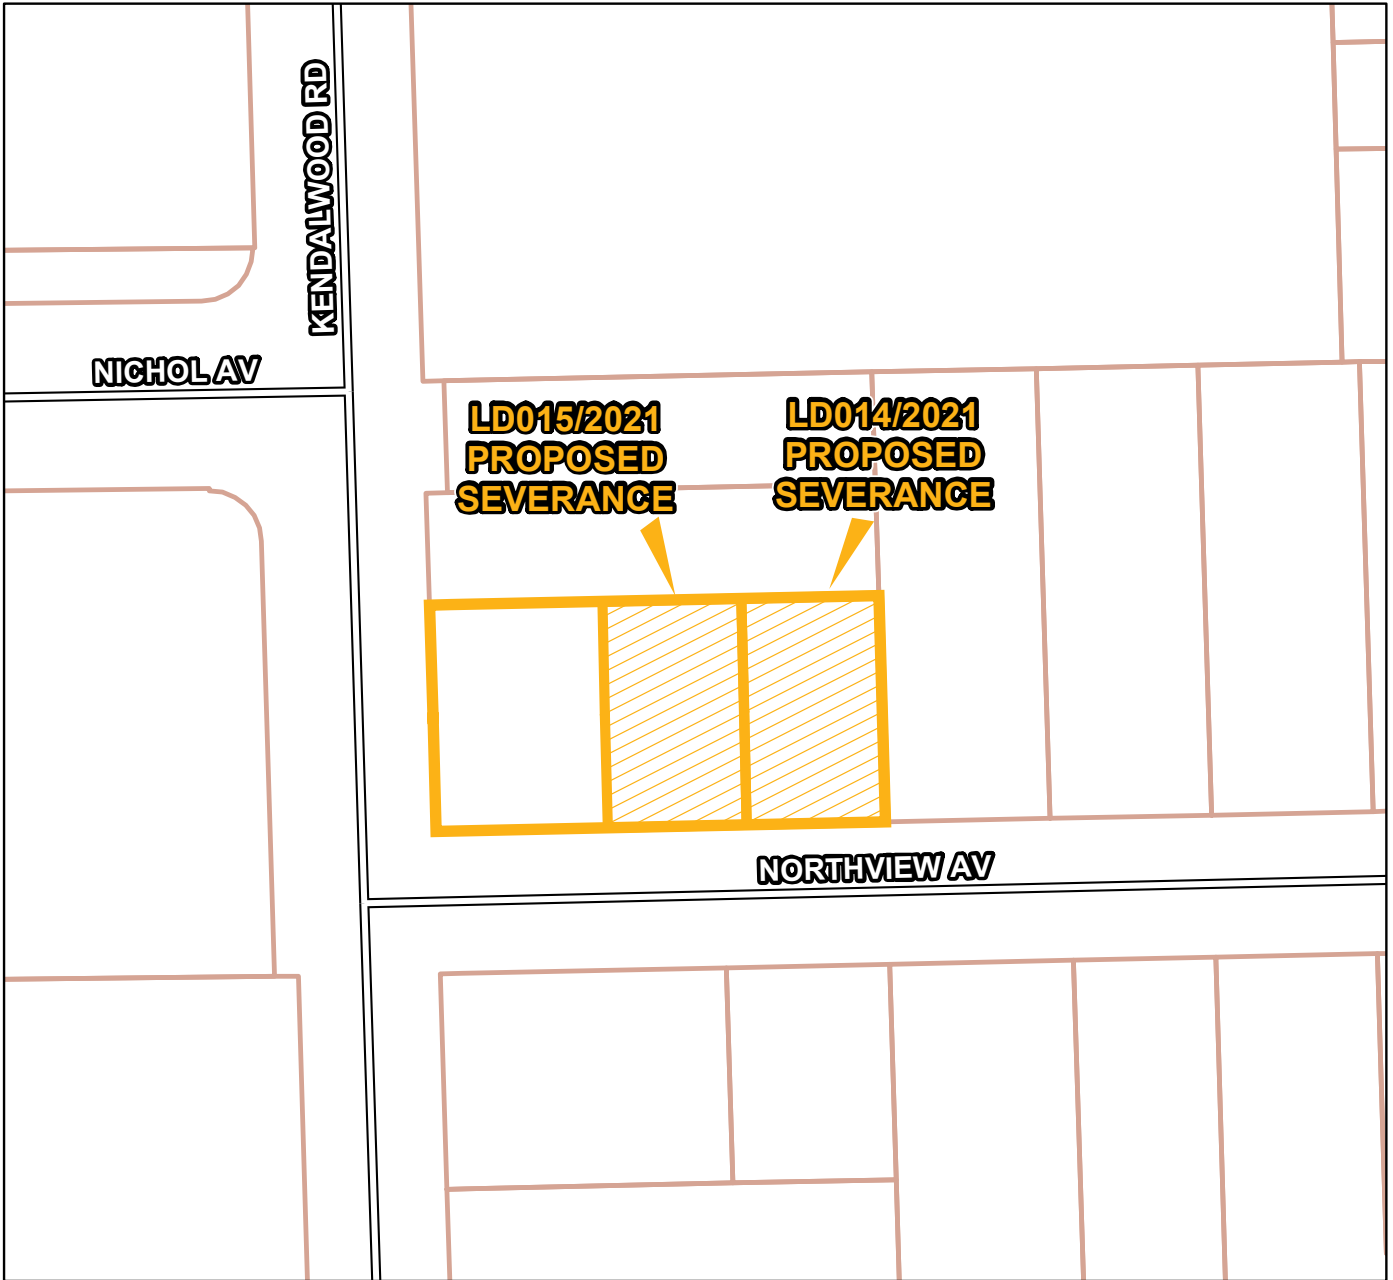 KENDALWOOD RD
NICHOL AV
LD015/2021
PROPOSED
SEVERANCE
LD014/2021
PROPOSED
SEVERANCE
NORTHVIEW AV